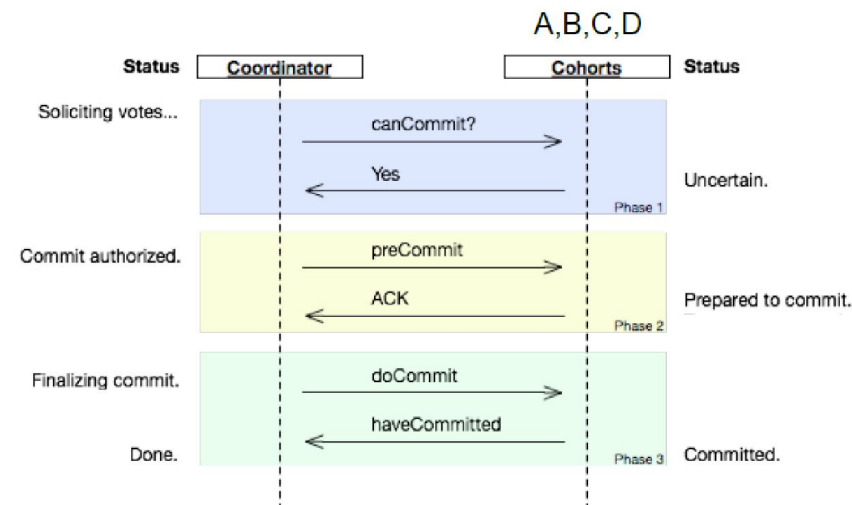 A,B,C,D
Status Coordinator Cohorts Status
Soliciting votes...
canCommit?
Yes
Uncertain.
Phase 1
Commit authorized.
preCommit
ACK
Prepared to commit.
Phase 2
Finalizing commit.
doCommit
haveCommitted
Done.
Phase 3
Committed.